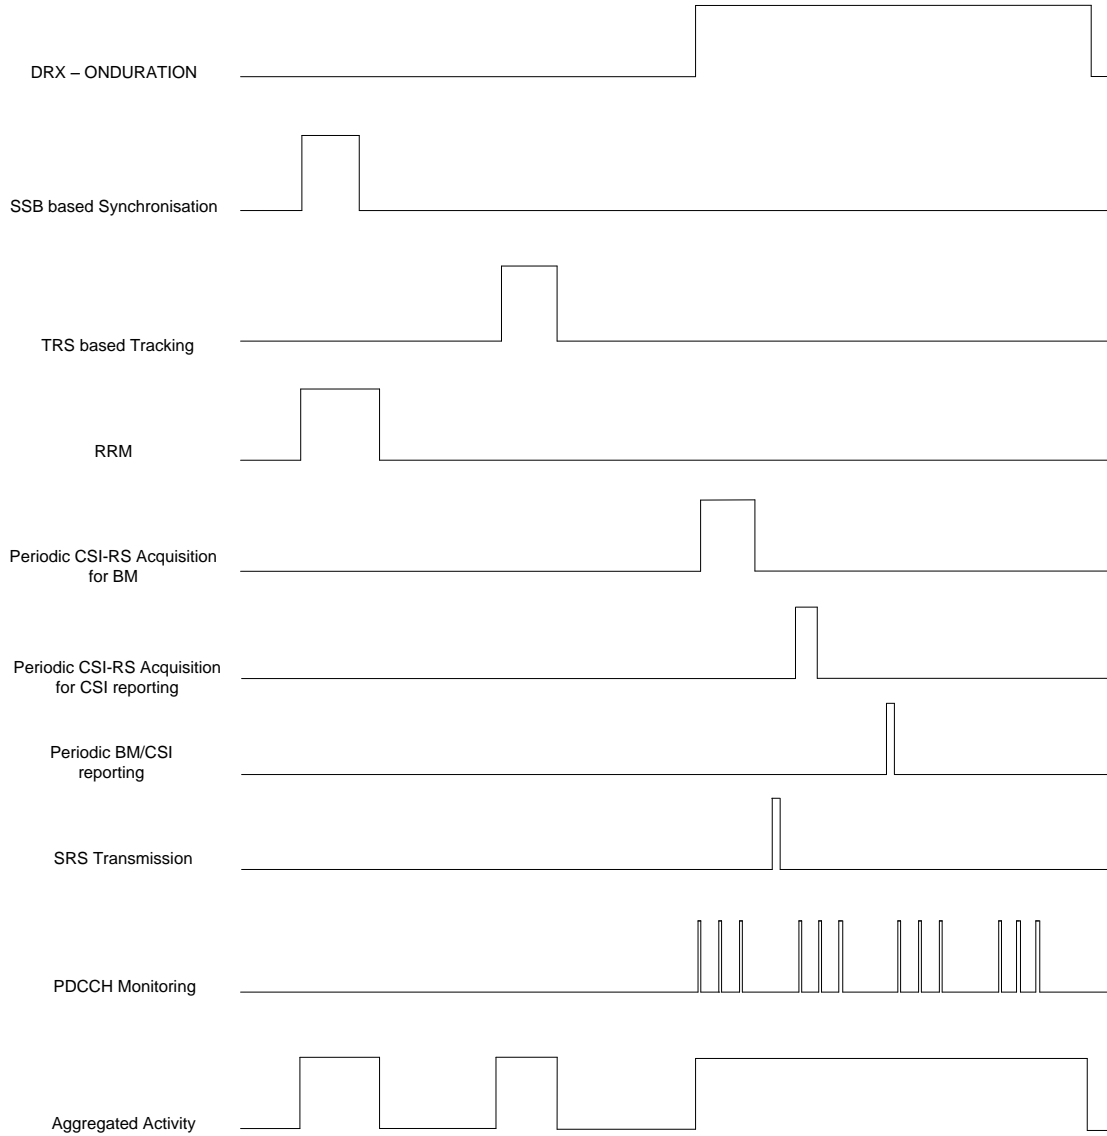 DRX – ONDURATION
SSB based Synchronisation
TRS based Tracking
RRM
Periodic CSI-RS Acquisition
for BM
Periodic CSI-RS Acquisition
for CSI reporting
Periodic BM/CSI
reporting
SRS Transmission
PDCCH Monitoring
Aggregated Activity